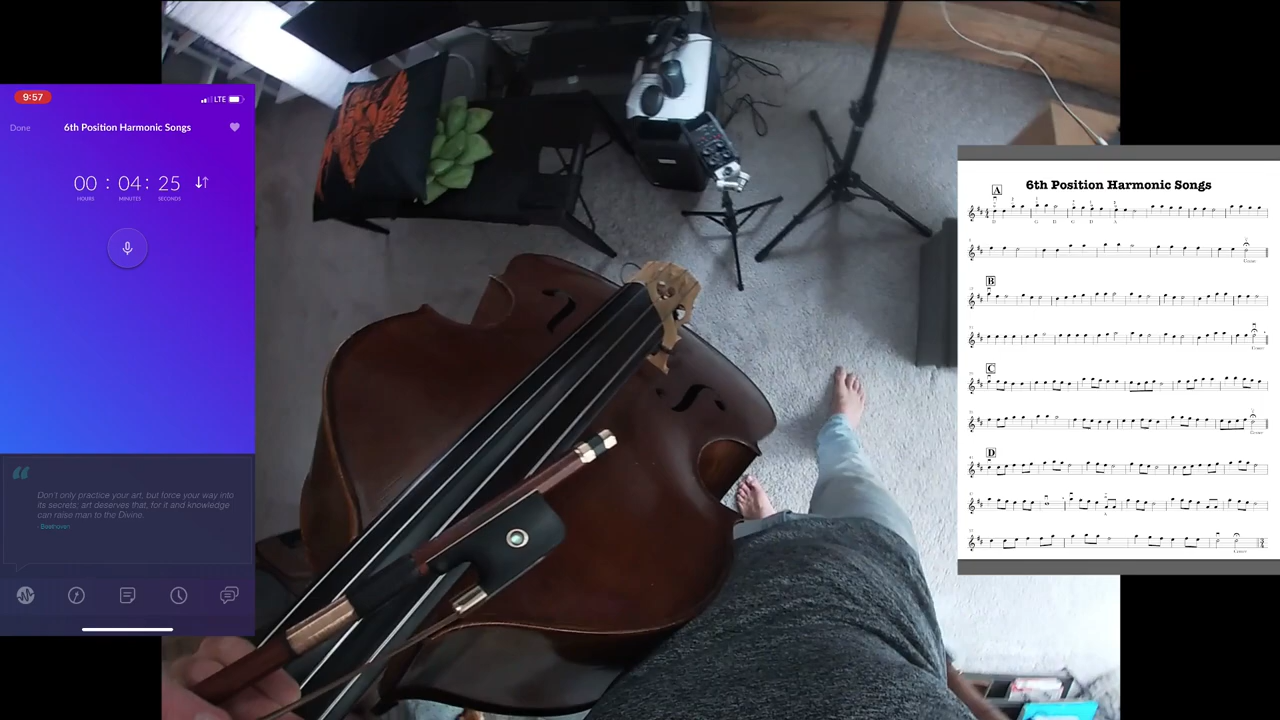 9:57
LTE
Done
6th Position Harmonic Songs
00 : 04 : 25
HOURS MINUTES SECONDS
“
Don't only practice your art, but force your way into
its secrets; art deserves that, for it and knowledge
can raise man to the Divine.
- Beethoven
6th Position Harmonic Songs
A
B
C
D